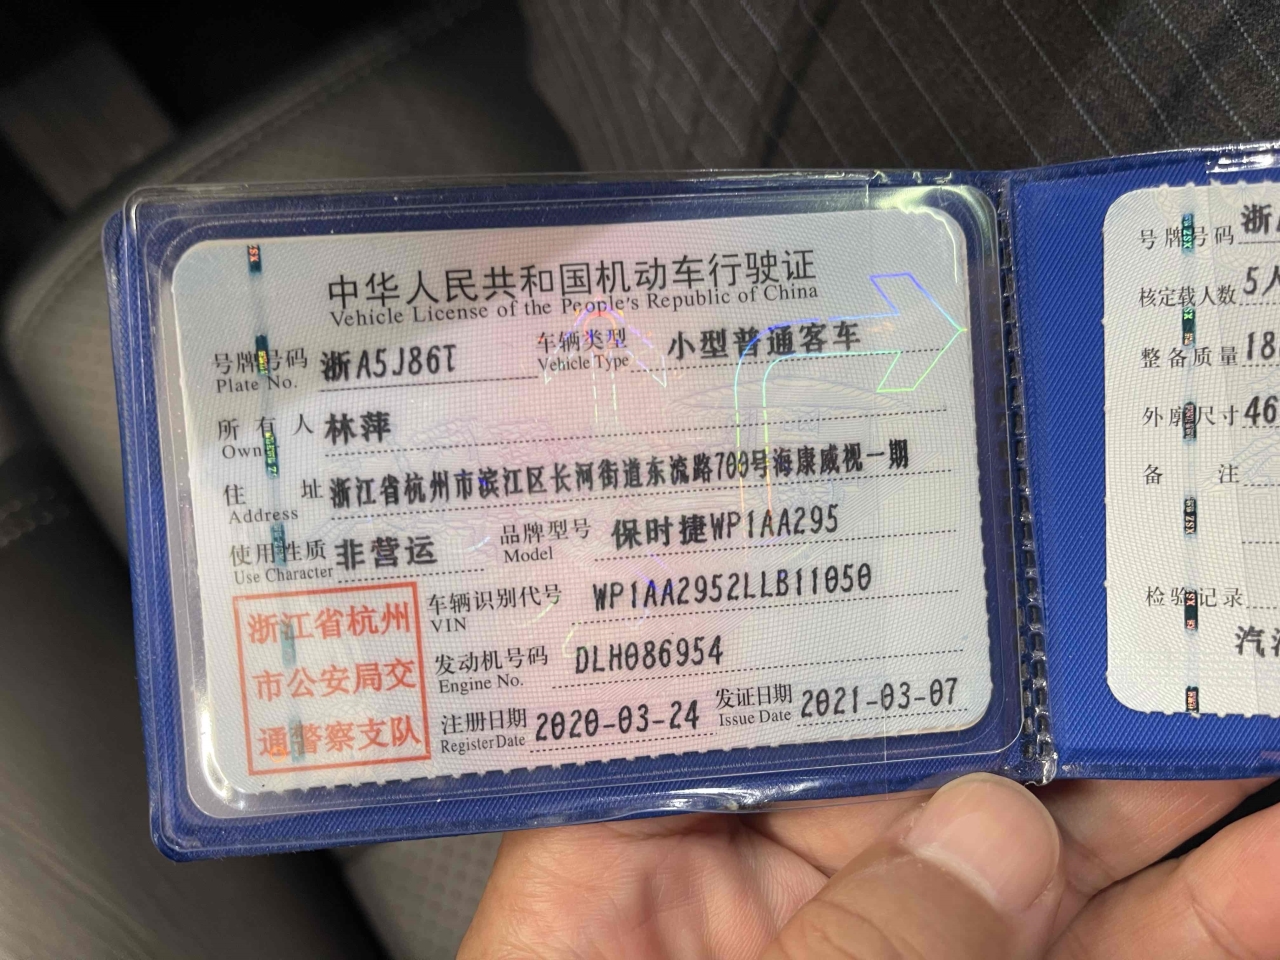 中华人民共和国机动车行驶证
Vehicle License of the People's Republic of China
号牌号码 浙A5J86T 车辆类型 小型普通客车
Plate No. Vehicle Type
所有人 林萍
Owner
住址 浙江省杭州市滨江区长河街道东流路700号海康威视一期
Address
使用性质 非营运 品牌型号 保时捷WP1AA295
Use Character Model
浙江省杭州
市公安局交
通警察支队
车辆识别代号 WP1AA2952LLB11050
VIN
发动机号码 DLH086954
Engine No.
注册日期 2020-03-24 发证日期 2021-03-07
Register Date Issue Date
号牌号码 浙
核定载人数 5人
整备质量 18
外廓尺寸 46
备注
检验记录
汽